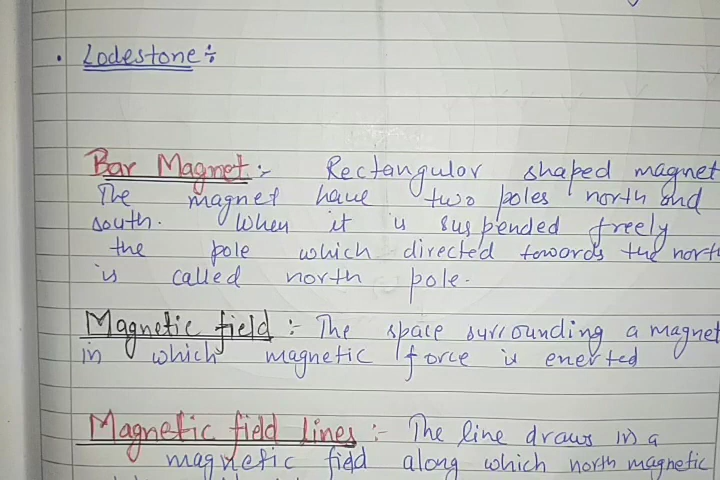 • Lodestone :-
Bar Magnet :- Rectangular shaped magnet
The magnet have two poles north and
south. When it is suspended freely
the pole which directed towards the north
is called north pole.
Magnetic field :- The space surrounding a magnet
in which magnetic force is exerted
Magnetic field lines :- The line draws in a
magnetic field along which north magnetic